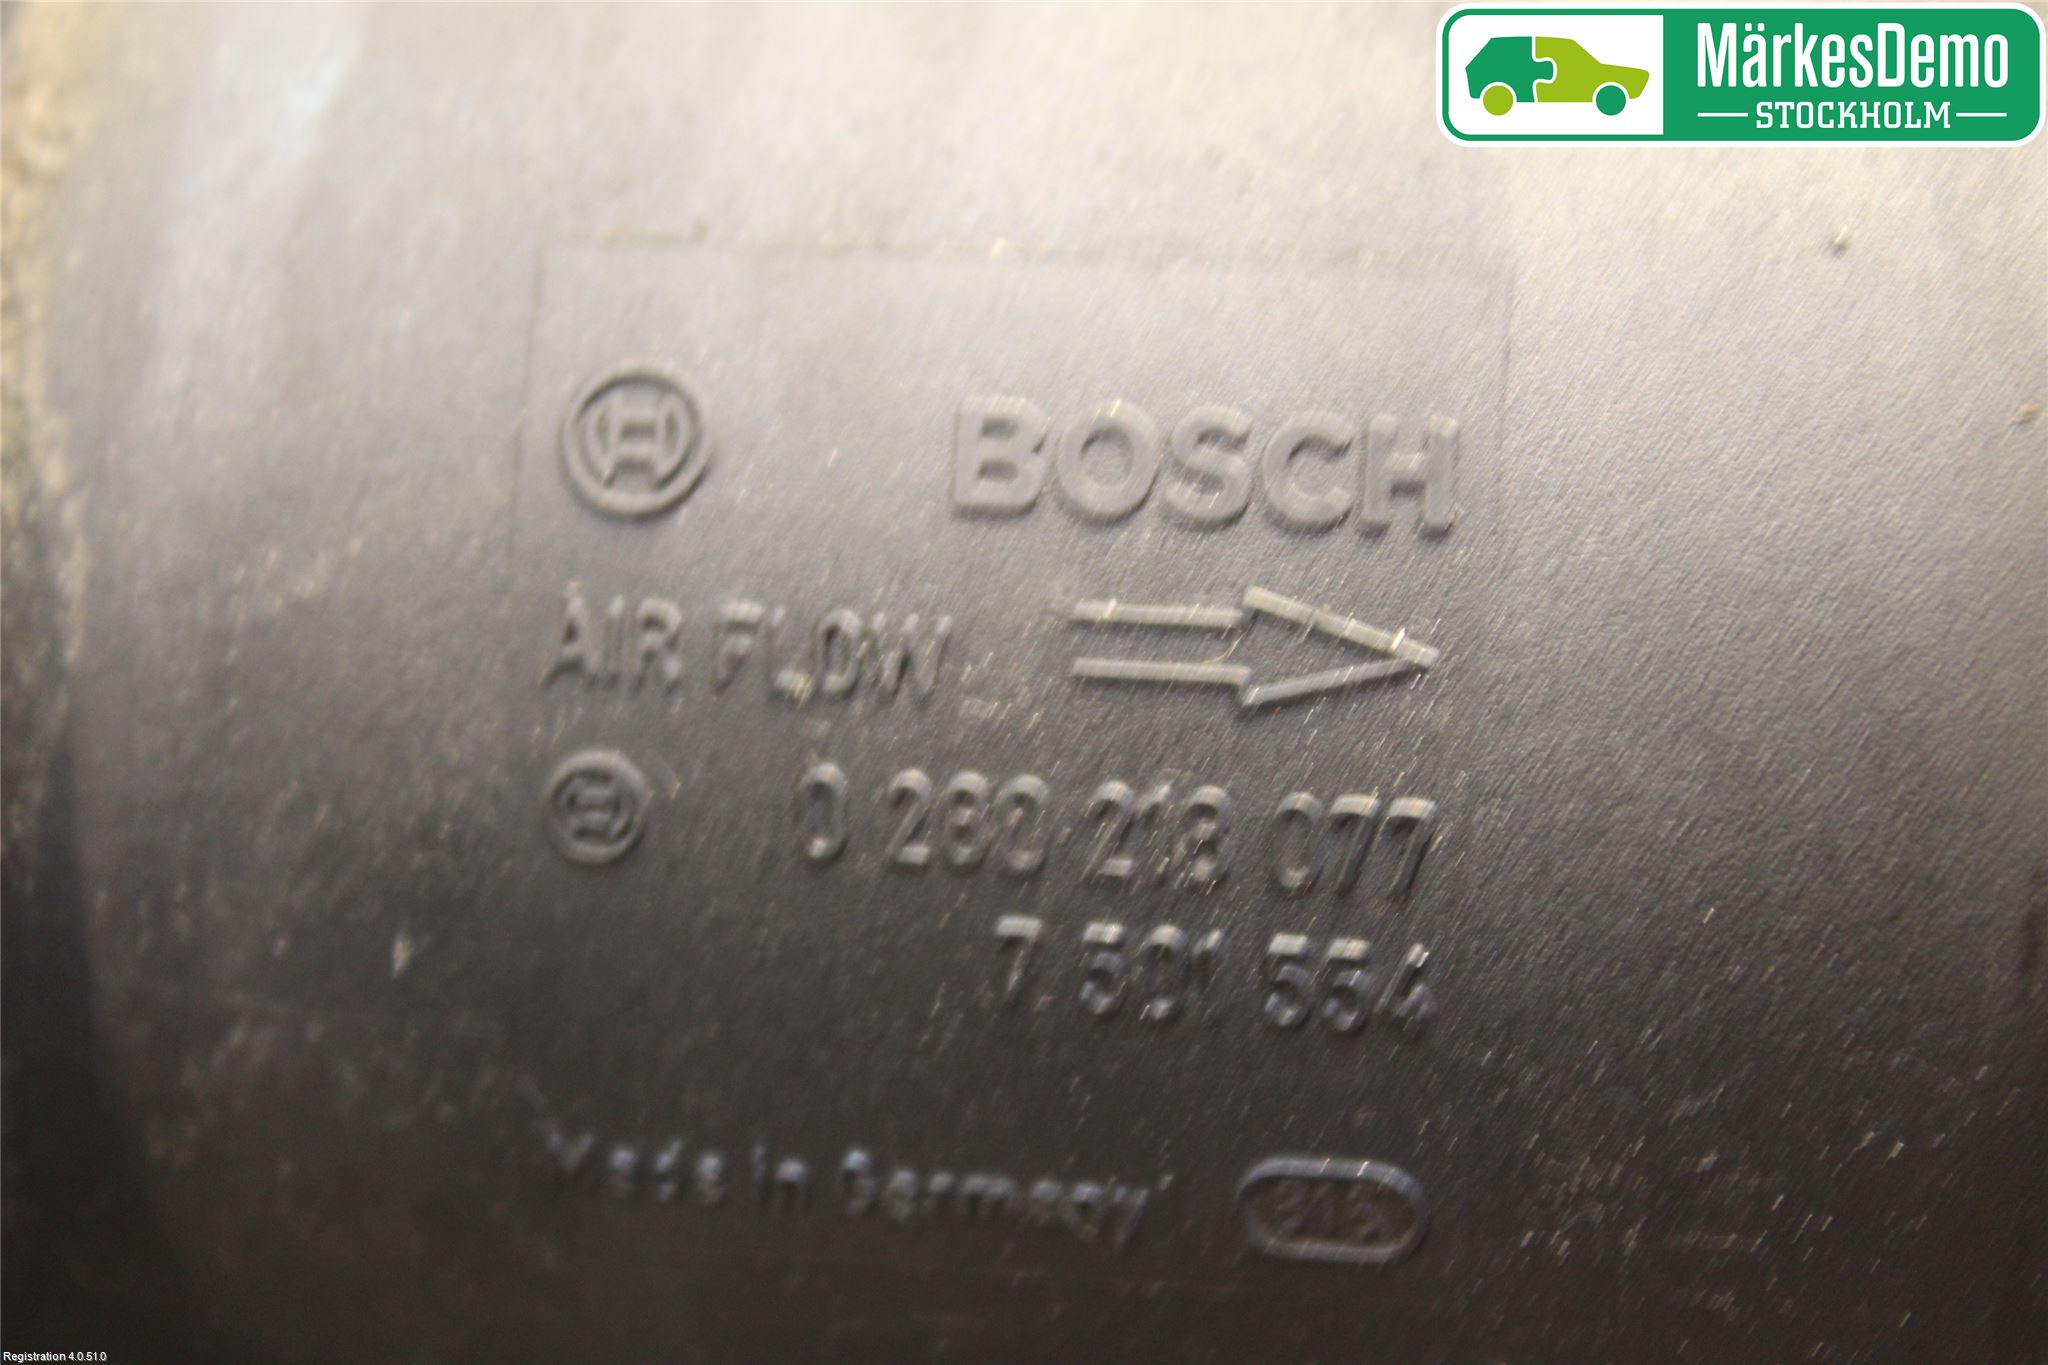 MärkesDemo
STOCKHOLM
BOSCH
AIR FLOW
0 280 218 077
7 501 554
Made in Germany
Registration 4.0.51.0